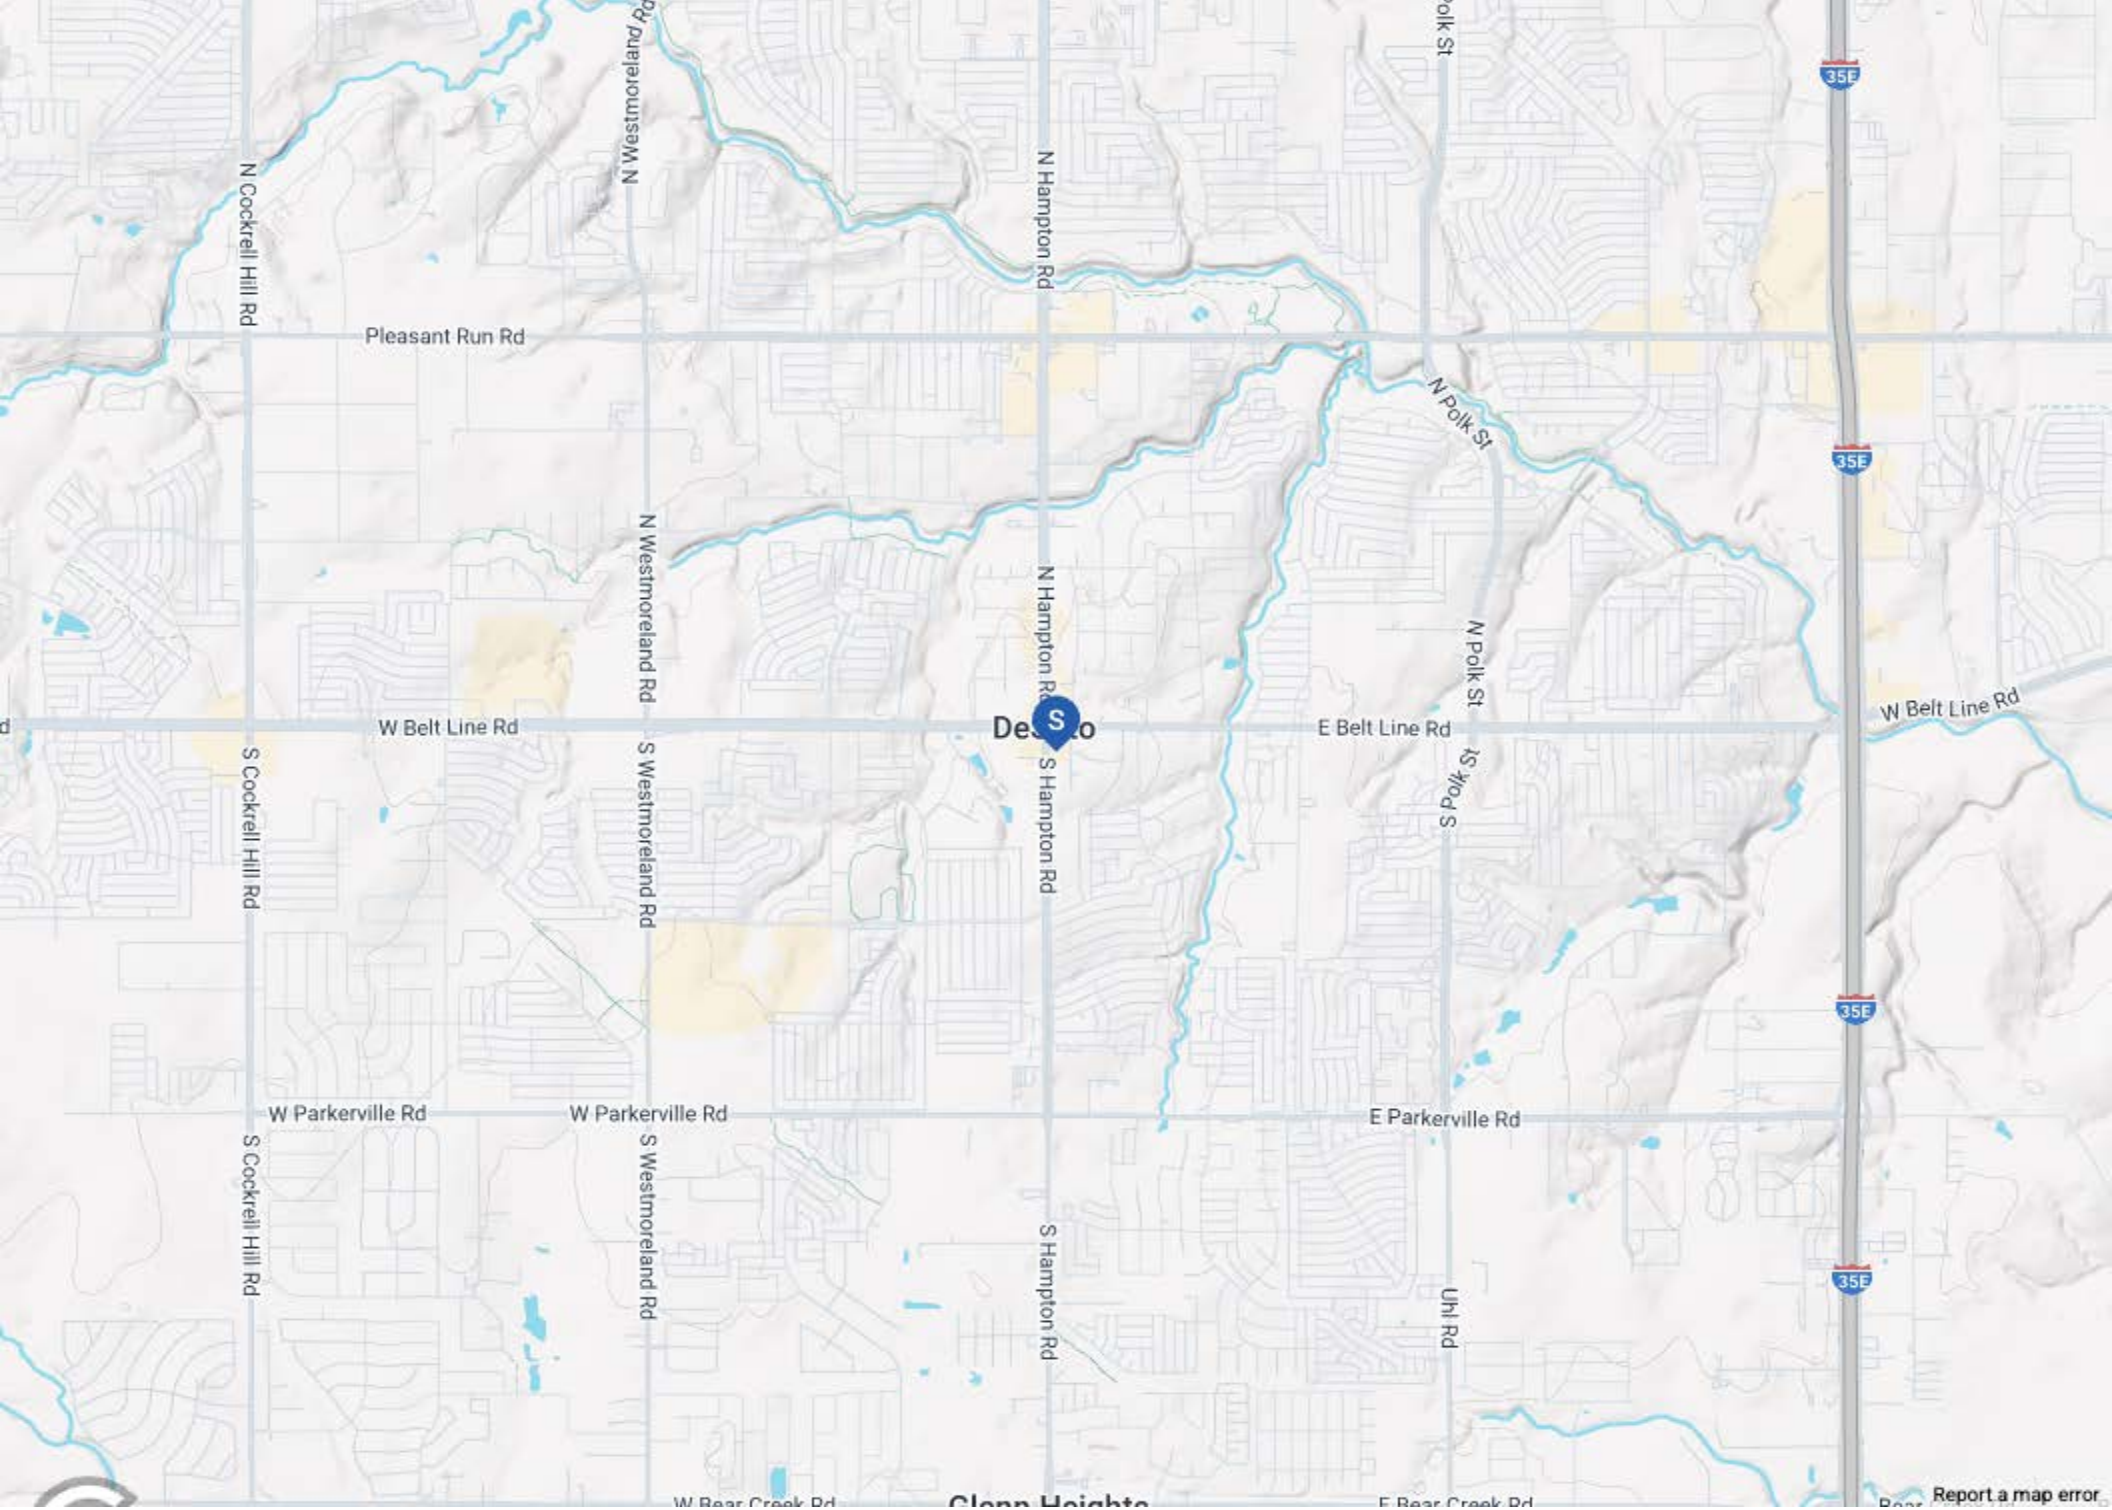 N Westmoreland Rd
Polk St
35E
N Cockrell Hill Rd
N Hampton Rd
Pleasant Run Rd
N Polk St
35E
N Westmoreland Rd
N Hampton Rd
N Polk St
W Belt Line Rd
d
W Belt Line Rd
S
E Belt Line Rd
S Polk St
S Cockrell Hill Rd
S Westmoreland Rd
S Hampton Rd
35E
W Parkerville Rd
W Parkerville Rd
E Parkerville Rd
S Cockrell Hill Rd
S Westmoreland Rd
S Hampton Rd
35E
Uhl Rd
W Bear Creek Rd
Glenn Heights
E Bear Creek Rd
Bear
Report a map error